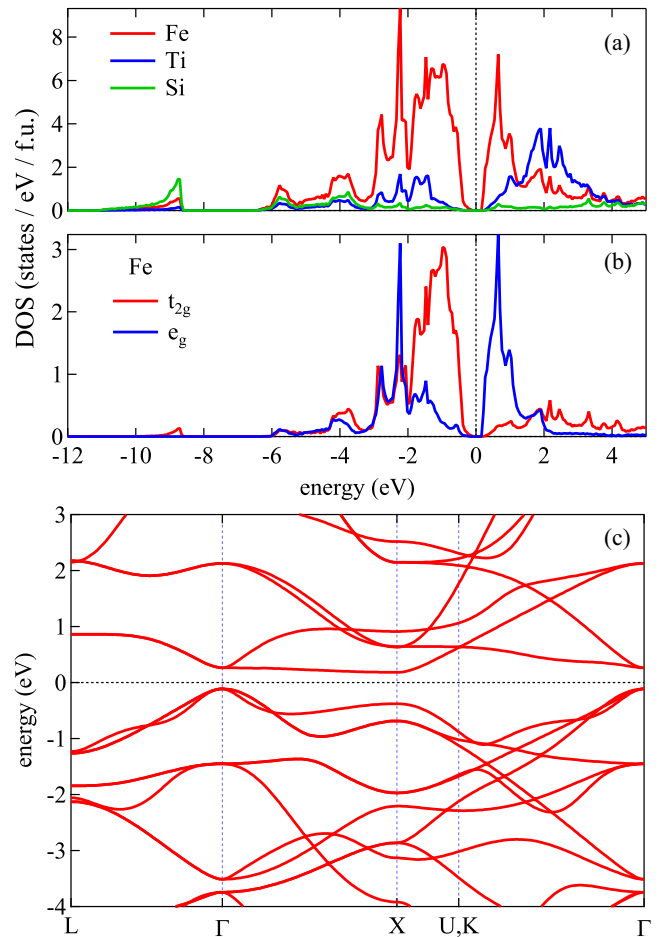 8
6
4
2
0
Fe
Ti
Si
(a)
DOS (states / eV / f.u.)
3
2
1
0
Fe
t2g
eg
(b)
-12 -10 -8 -6 -4 -2 0 2 4
energy (eV)
3
2
1
0
-1
-2
-3
-4
(c)
energy (eV)
L Γ X U,K Γ